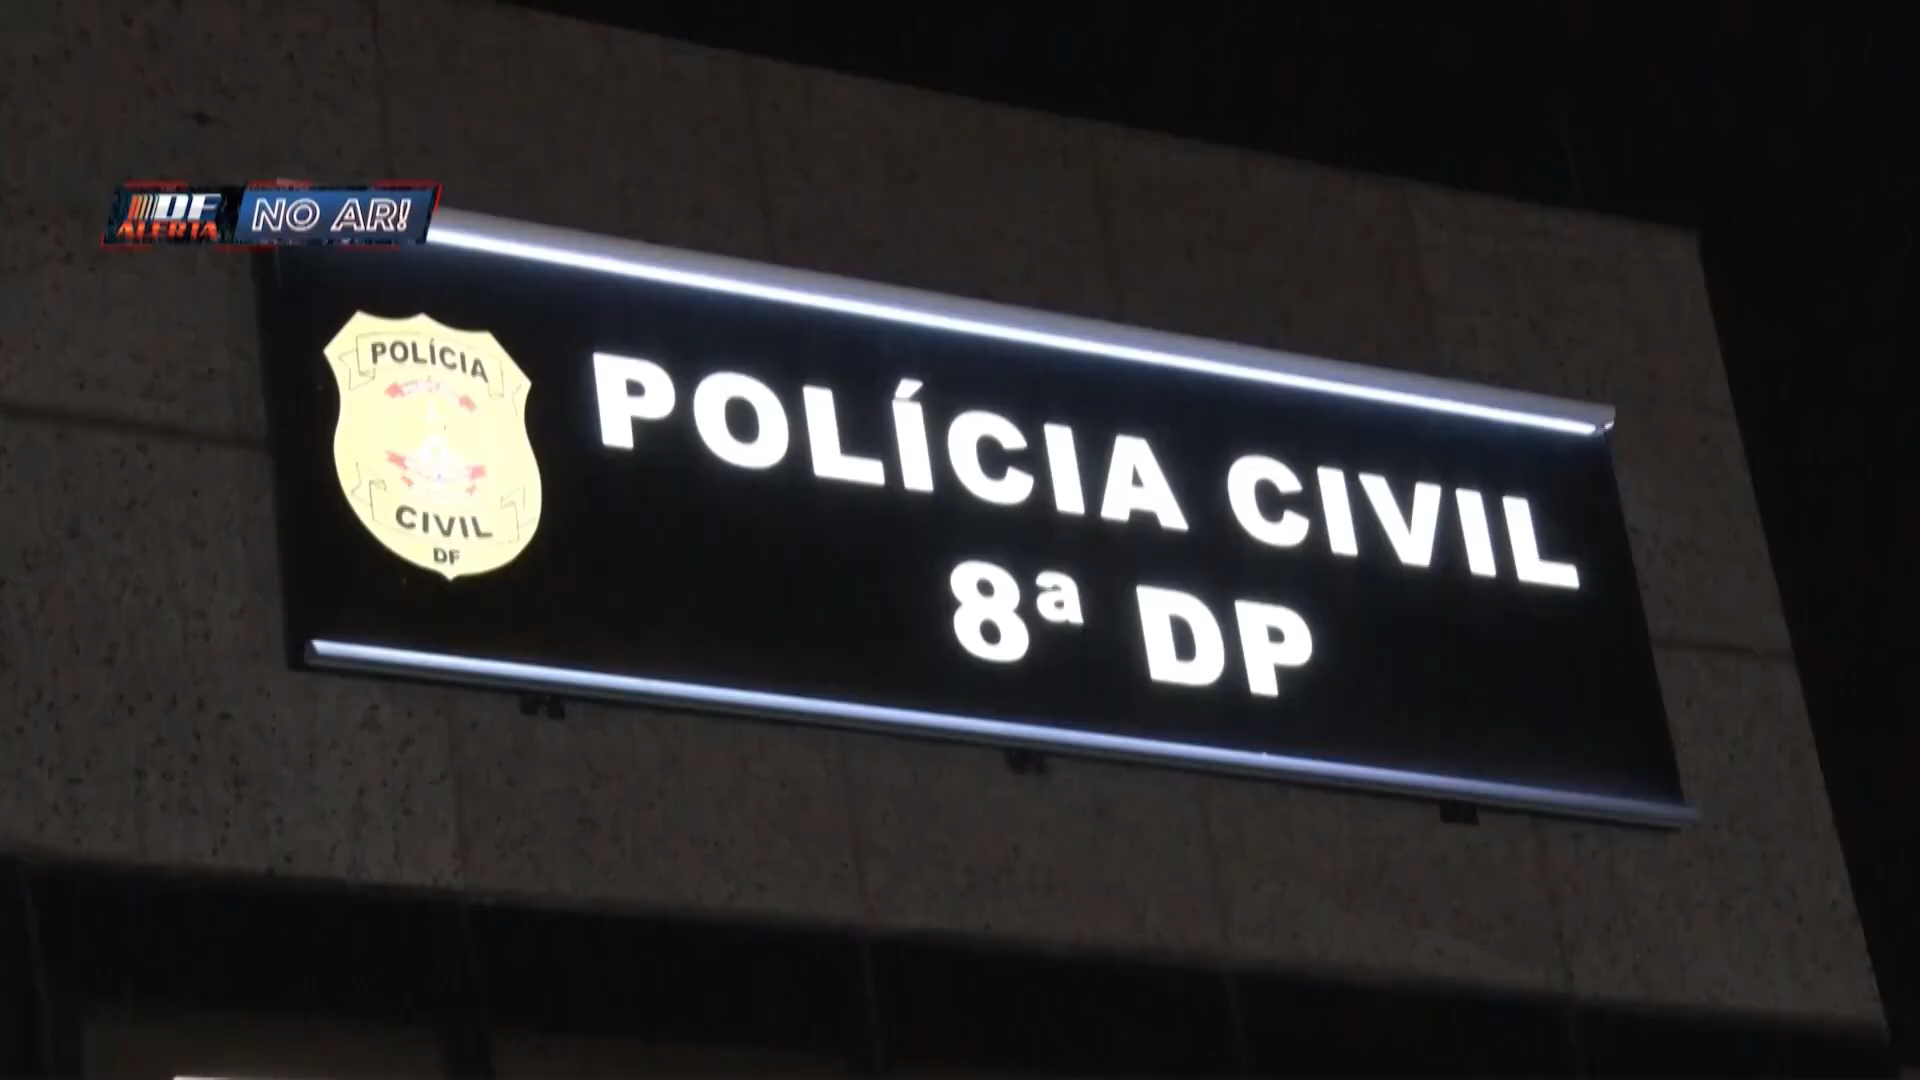 DF
ALERTA
NO AR!
POLÍCIA
CIVIL
DF
POLÍCIA CIVIL
8ª DP